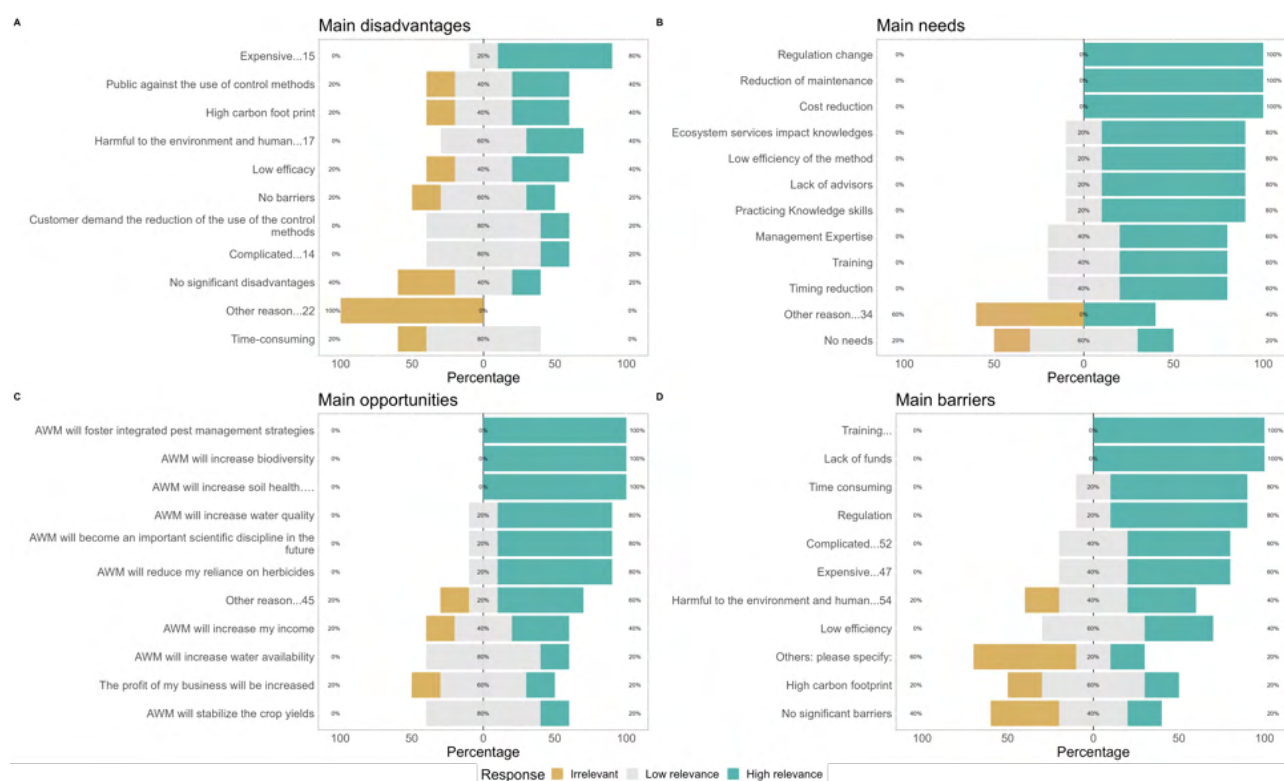 A Main disadvantages
Expensive...15 0% 20% 80%
Public against the use of control methods 20% 40% 40%
High carbon foot print 20% 40% 40%
Harmful to the environment and human...17 0% 60% 40%
Low efficacy 20% 40% 40%
No barriers 20% 60% 20%
Customer demand the reduction of the use of the control
methods 0% 80% 20%
Complicated...14 0% 80% 20%
No significant disadvantages 40% 40% 20%
Other reason...22 100% 0% 0%
Time-consuming 20% 80% 0%
100 50 0 50 100
Percentage
B Main needs
Regulation change 0% 0% 100%
Reduction of maintenance 0% 0% 100%
Cost reduction 0% 0% 100%
Ecosystem services impact knowledges 0% 20% 80%
Low efficiency of the method 0% 20% 80%
Lack of advisors 0% 20% 80%
Practicing Knowledge skills 0% 20% 80%
Management Expertise 0% 40% 60%
Training 0% 40% 60%
Timing reduction 0% 40% 60%
Other reason...34 60% 0% 40%
No needs 20% 60% 20%
100 50 0 50 100
Percentage
C Main opportunities
AWM will foster integrated pest management strategies 0% 0% 100%
AWM will increase biodiversity 0% 0% 100%
AWM will increase soil health.... 0% 0% 100%
AWM will increase water quality 0% 20% 80%
AWM will become an important scientific discipline in the
future 0% 20% 80%
AWM will reduce my reliance on herbicides 0% 20% 80%
Other reason...45 20% 20% 60%
AWM will increase my income 20% 40% 40%
AWM will increase water availability 0% 80% 20%
The profit of my business will be increased 20% 60% 20%
AWM will stabilize the crop yields 0% 80% 20%
100 50 0 50 100
Percentage
D Main barriers
Training... 0% 0% 100%
Lack of funds 0% 0% 100%
Time consuming 0% 20% 80%
Regulation 0% 20% 80%
Complicated...52 0% 40% 60%
Expensive...47 0% 40% 60%
Harmful to the environment and human...54 20% 40% 40%
Low efficiency 0% 60% 40%
Others: please specify: 60% 20% 20%
High carbon footprint 20% 60% 20%
No significant barriers 40% 40% 20%
100 50 0 50 100
Percentage
Response Irrelevant Low relevance High relevance